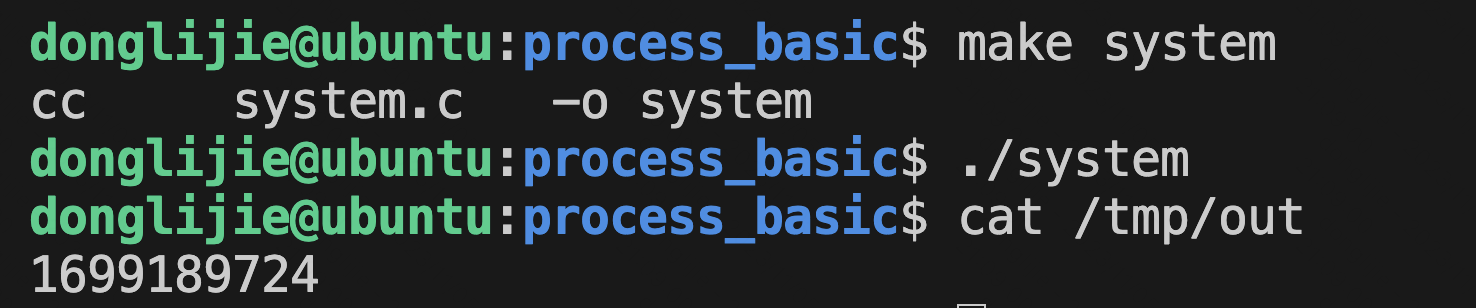 donglijie@ubuntu:process_basic$ make system
cc     system.c   -o system
donglijie@ubuntu:process_basic$ ./system
donglijie@ubuntu:process_basic$ cat /tmp/out
1699189724